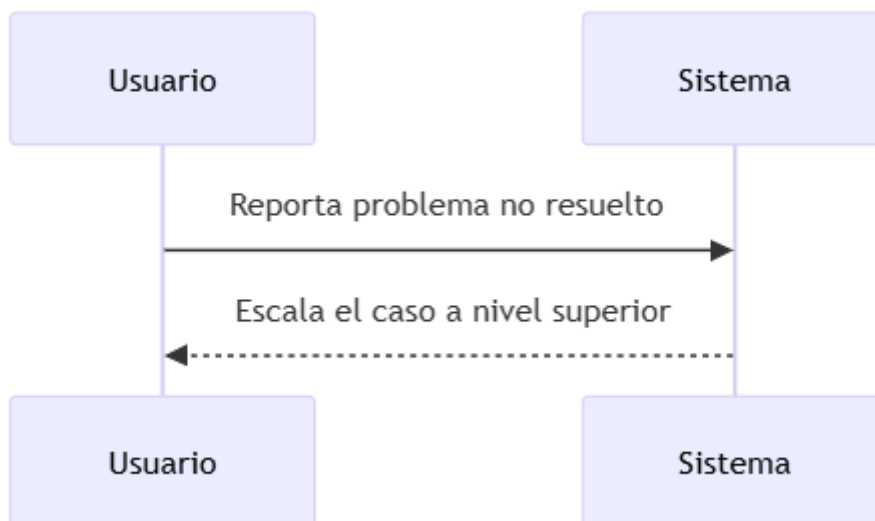 Usuario
Sistema
Reporta problema no resuelto
Escala el caso a nivel superior
Usuario
Sistema